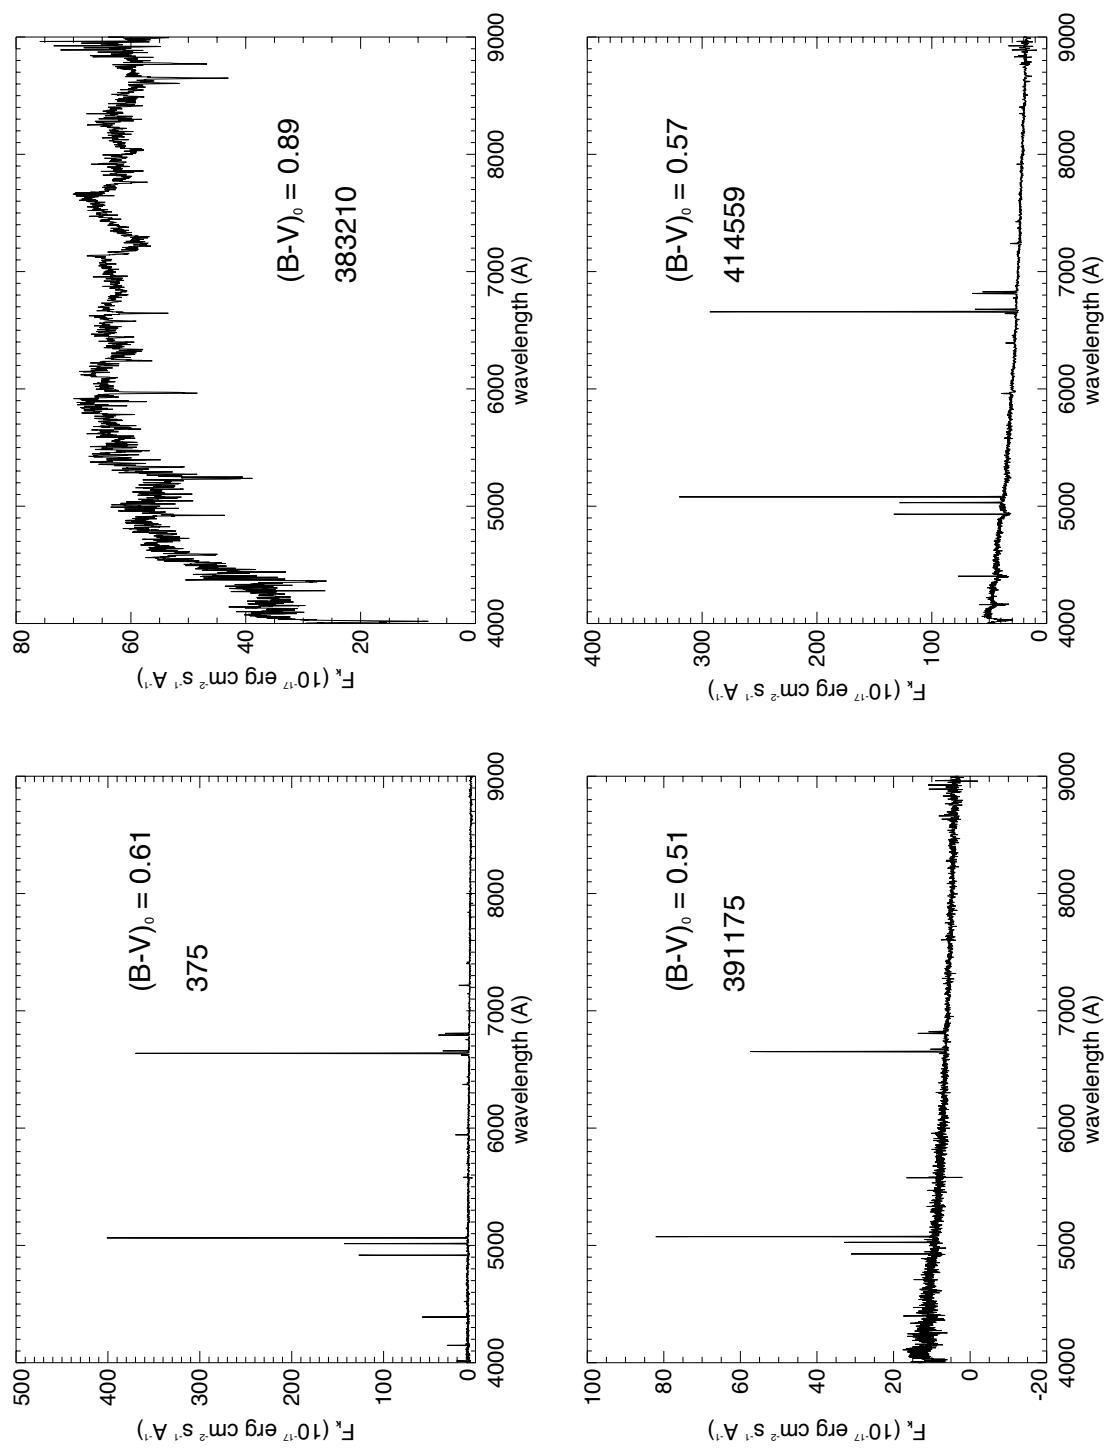 500
400
300
200
100
0
F_λ (10⁻¹⁷ erg cm⁻² s⁻¹ A⁻¹)
(B-V)₀ = 0.61
375
4000 5000 6000 7000 8000 9000
wavelength (A)
80
60
40
20
0
F_λ (10⁻¹⁷ erg cm⁻² s⁻¹ A⁻¹)
(B-V)₀ = 0.89
383210
4000 5000 6000 7000 8000 9000
wavelength (A)
100
80
60
40
20
0
-20
F_λ (10⁻¹⁷ erg cm⁻² s⁻¹ A⁻¹)
(B-V)₀ = 0.51
391175
4000 5000 6000 7000 8000 9000
wavelength (A)
400
300
200
100
0
F_λ (10⁻¹⁷ erg cm⁻² s⁻¹ A⁻¹)
(B-V)₀ = 0.57
414559
4000 5000 6000 7000 8000 9000
wavelength (A)